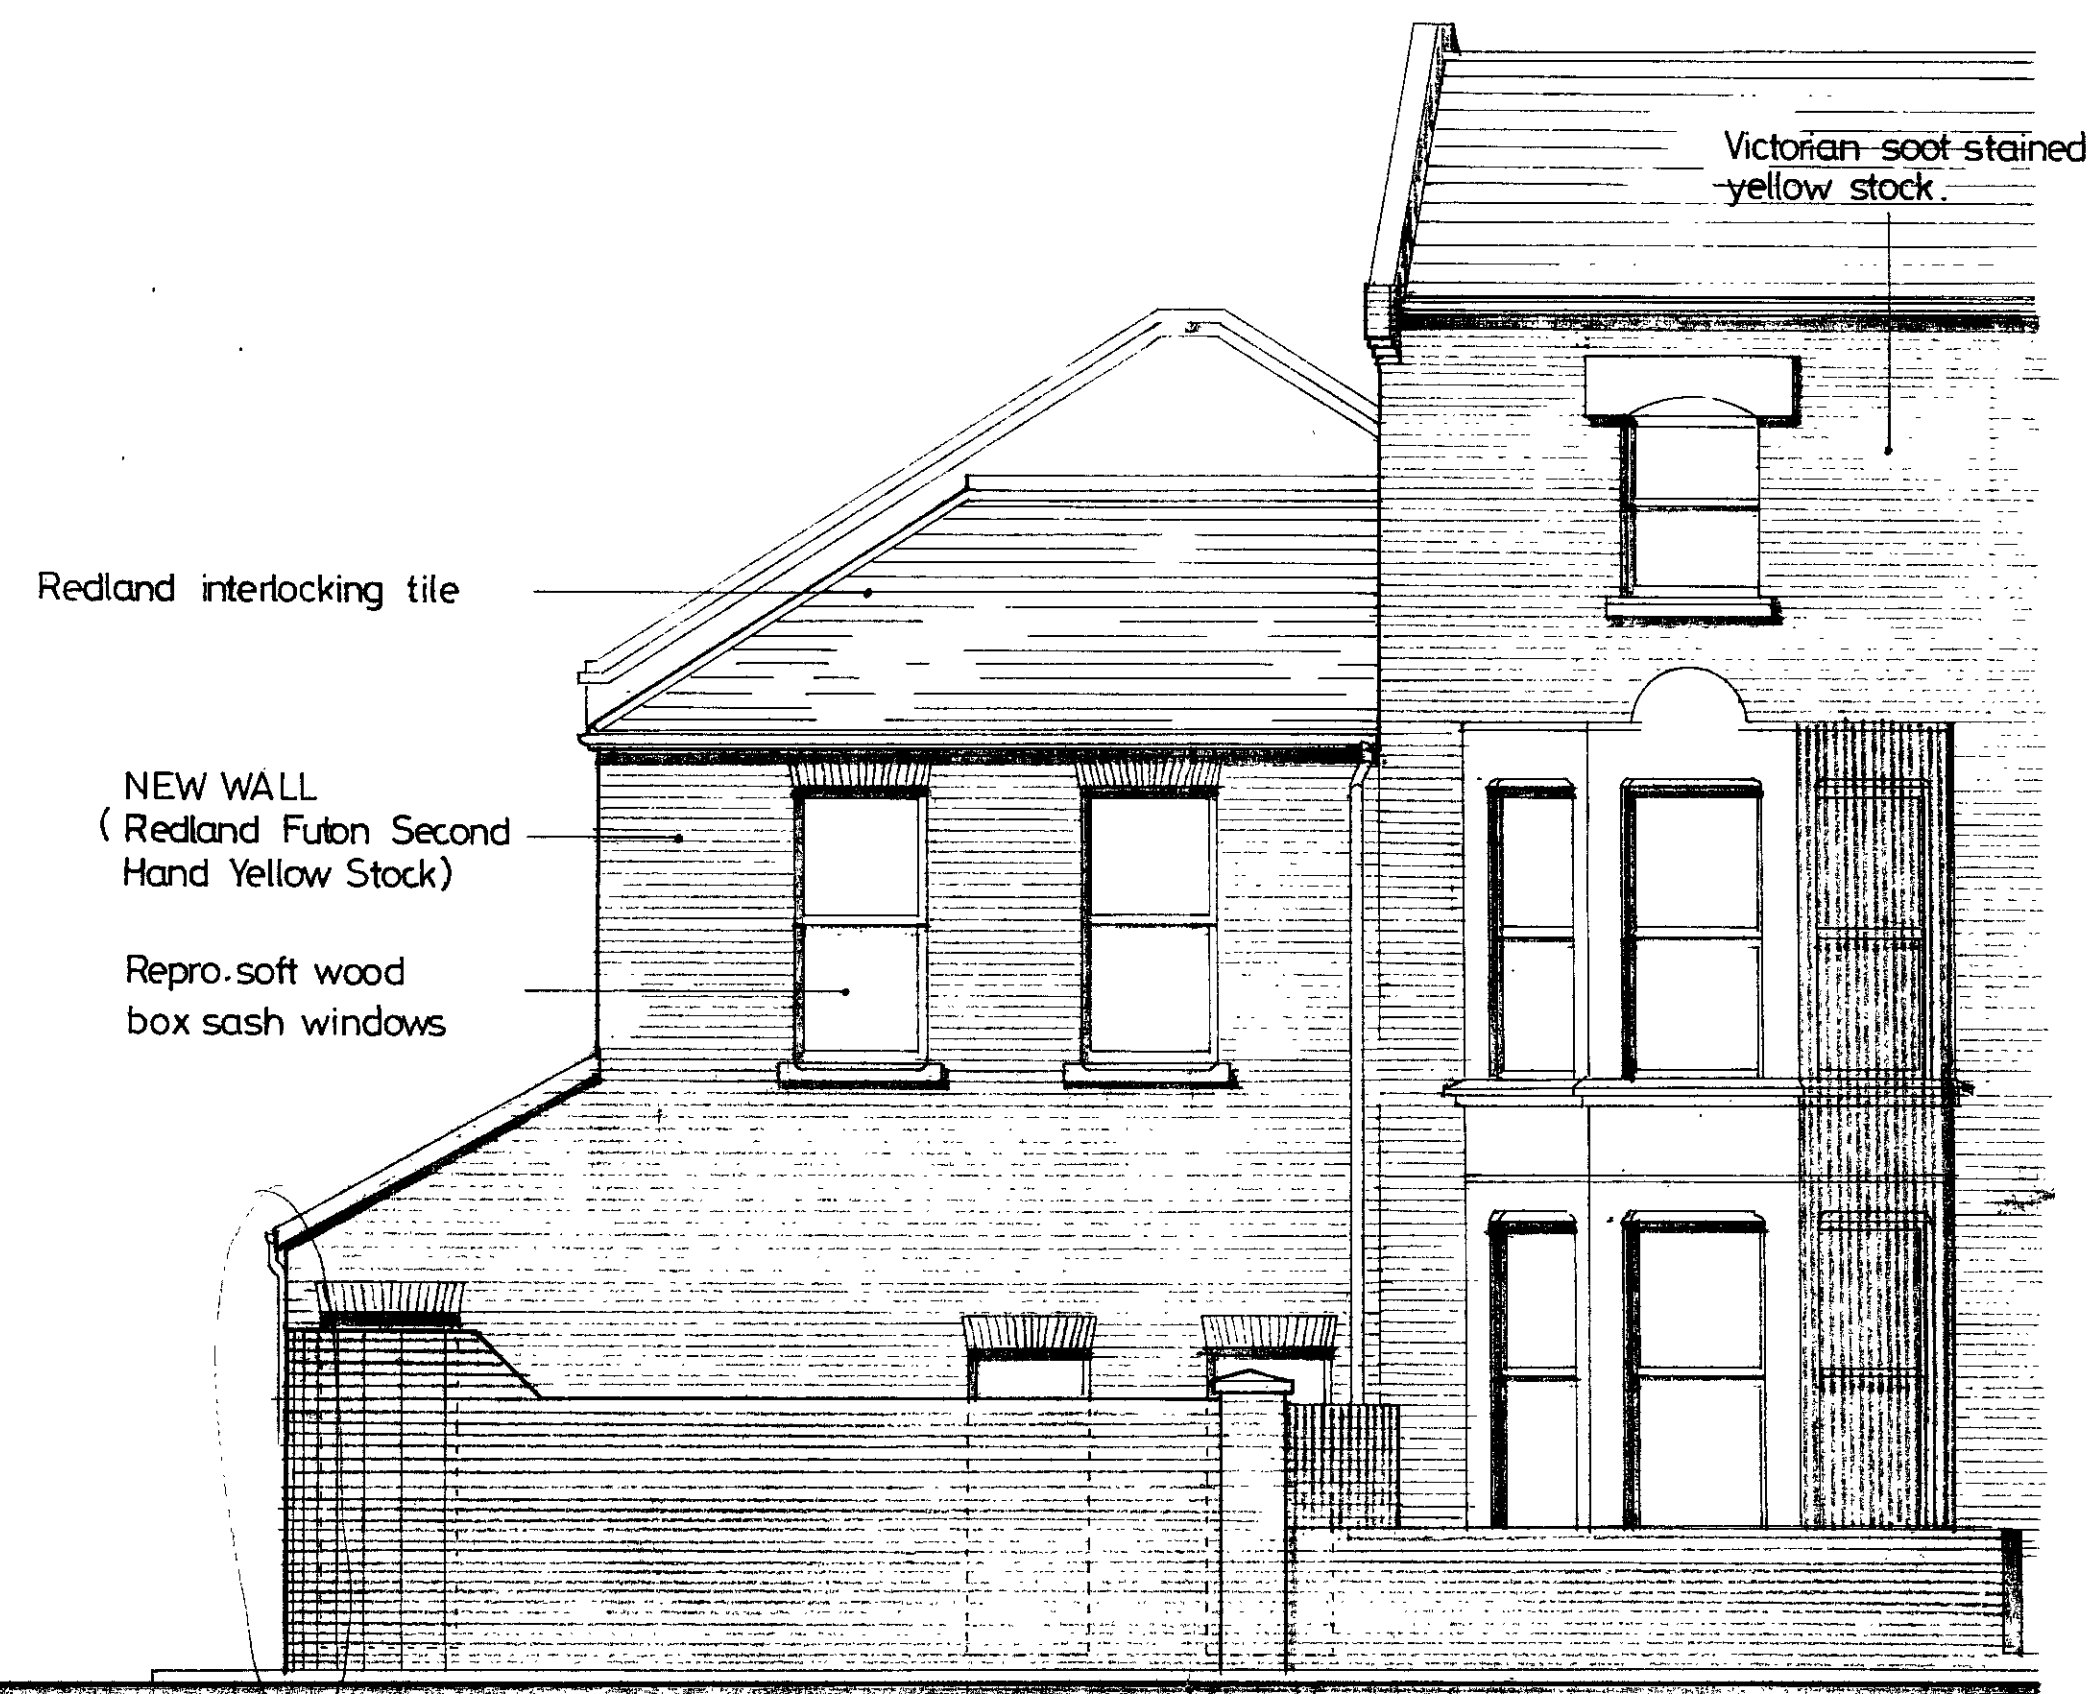 Victorian soot stained
yellow stock.
Redland interlocking tile
NEW WALL
( Redland Futon Second
Hand Yellow Stock)
Repro. soft wood
box sash windows